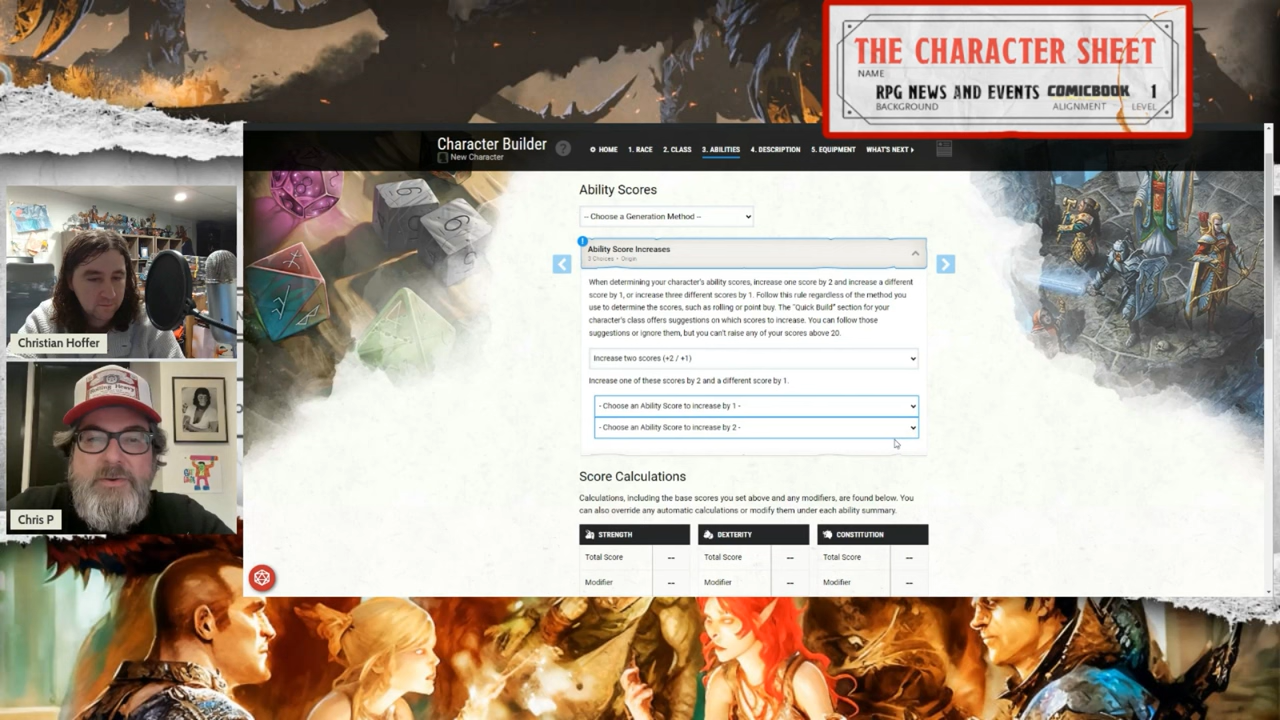 THE CHARACTER SHEET
NAME
RPG NEWS AND EVENTS COMICBOOK 1
BACKGROUND ALIGNMENT LEVEL
Character Builder ?
New Character
HOME 1. RACE 2. CLASS 3. ABILITIES 4. DESCRIPTION 5. EQUIPMENT WHAT'S NEXT
Ability Scores
-- Choose a Generation Method --
! Ability Score Increases
When determining your character's ability scores, increase one score by 2 and increase a different
score by 1, or increase three different scores by 1. Follow this rule regardless of the method you
use to determine the scores, such as rolling or point buy. The "Quick Build" section for your
character's class offers suggestions on which scores to increase. You can follow those
suggestions or ignore them, but you can't raise any of your scores above 20.
Increase two scores (+2 / +1)
Increase one of these scores by 2 and a different score by 1.
- Choose an Ability Score to increase by 1 -
- Choose an Ability Score to increase by 2 -
Score Calculations
Calculations, including the base scores you set above and any modifiers, are found below. You
can also override any automatic calculations or modify them under each ability summary.
STRENGTH DEXTERITY CONSTITUTION
Total Score -- Total Score -- Total Score --
Modifier -- Modifier -- Modifier --
Christian Hoffer
Chris P